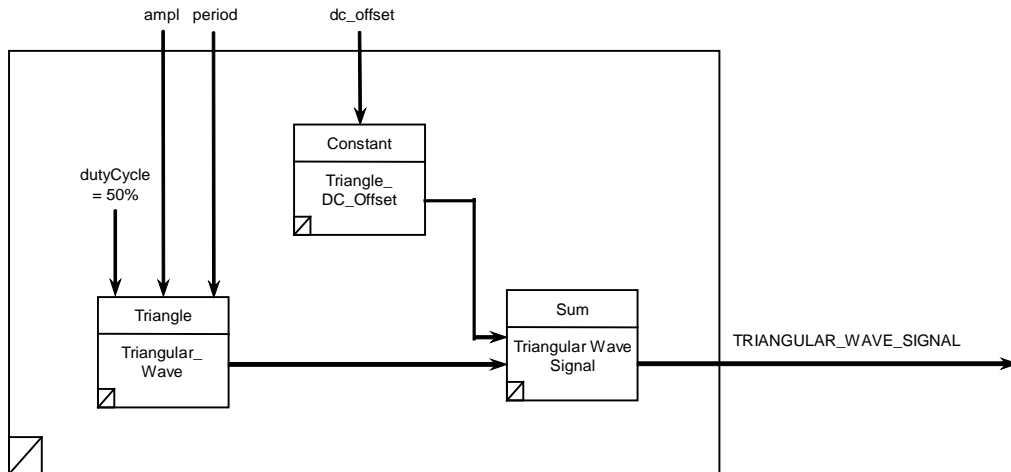 ampl period dc_offset
Constant
dutyCycle
= 50%
Triangle_
DC_Offset
Triangle
Triangular_
Wave
Sum
Triangular Wave
Signal
TRIANGULAR_WAVE_SIGNAL